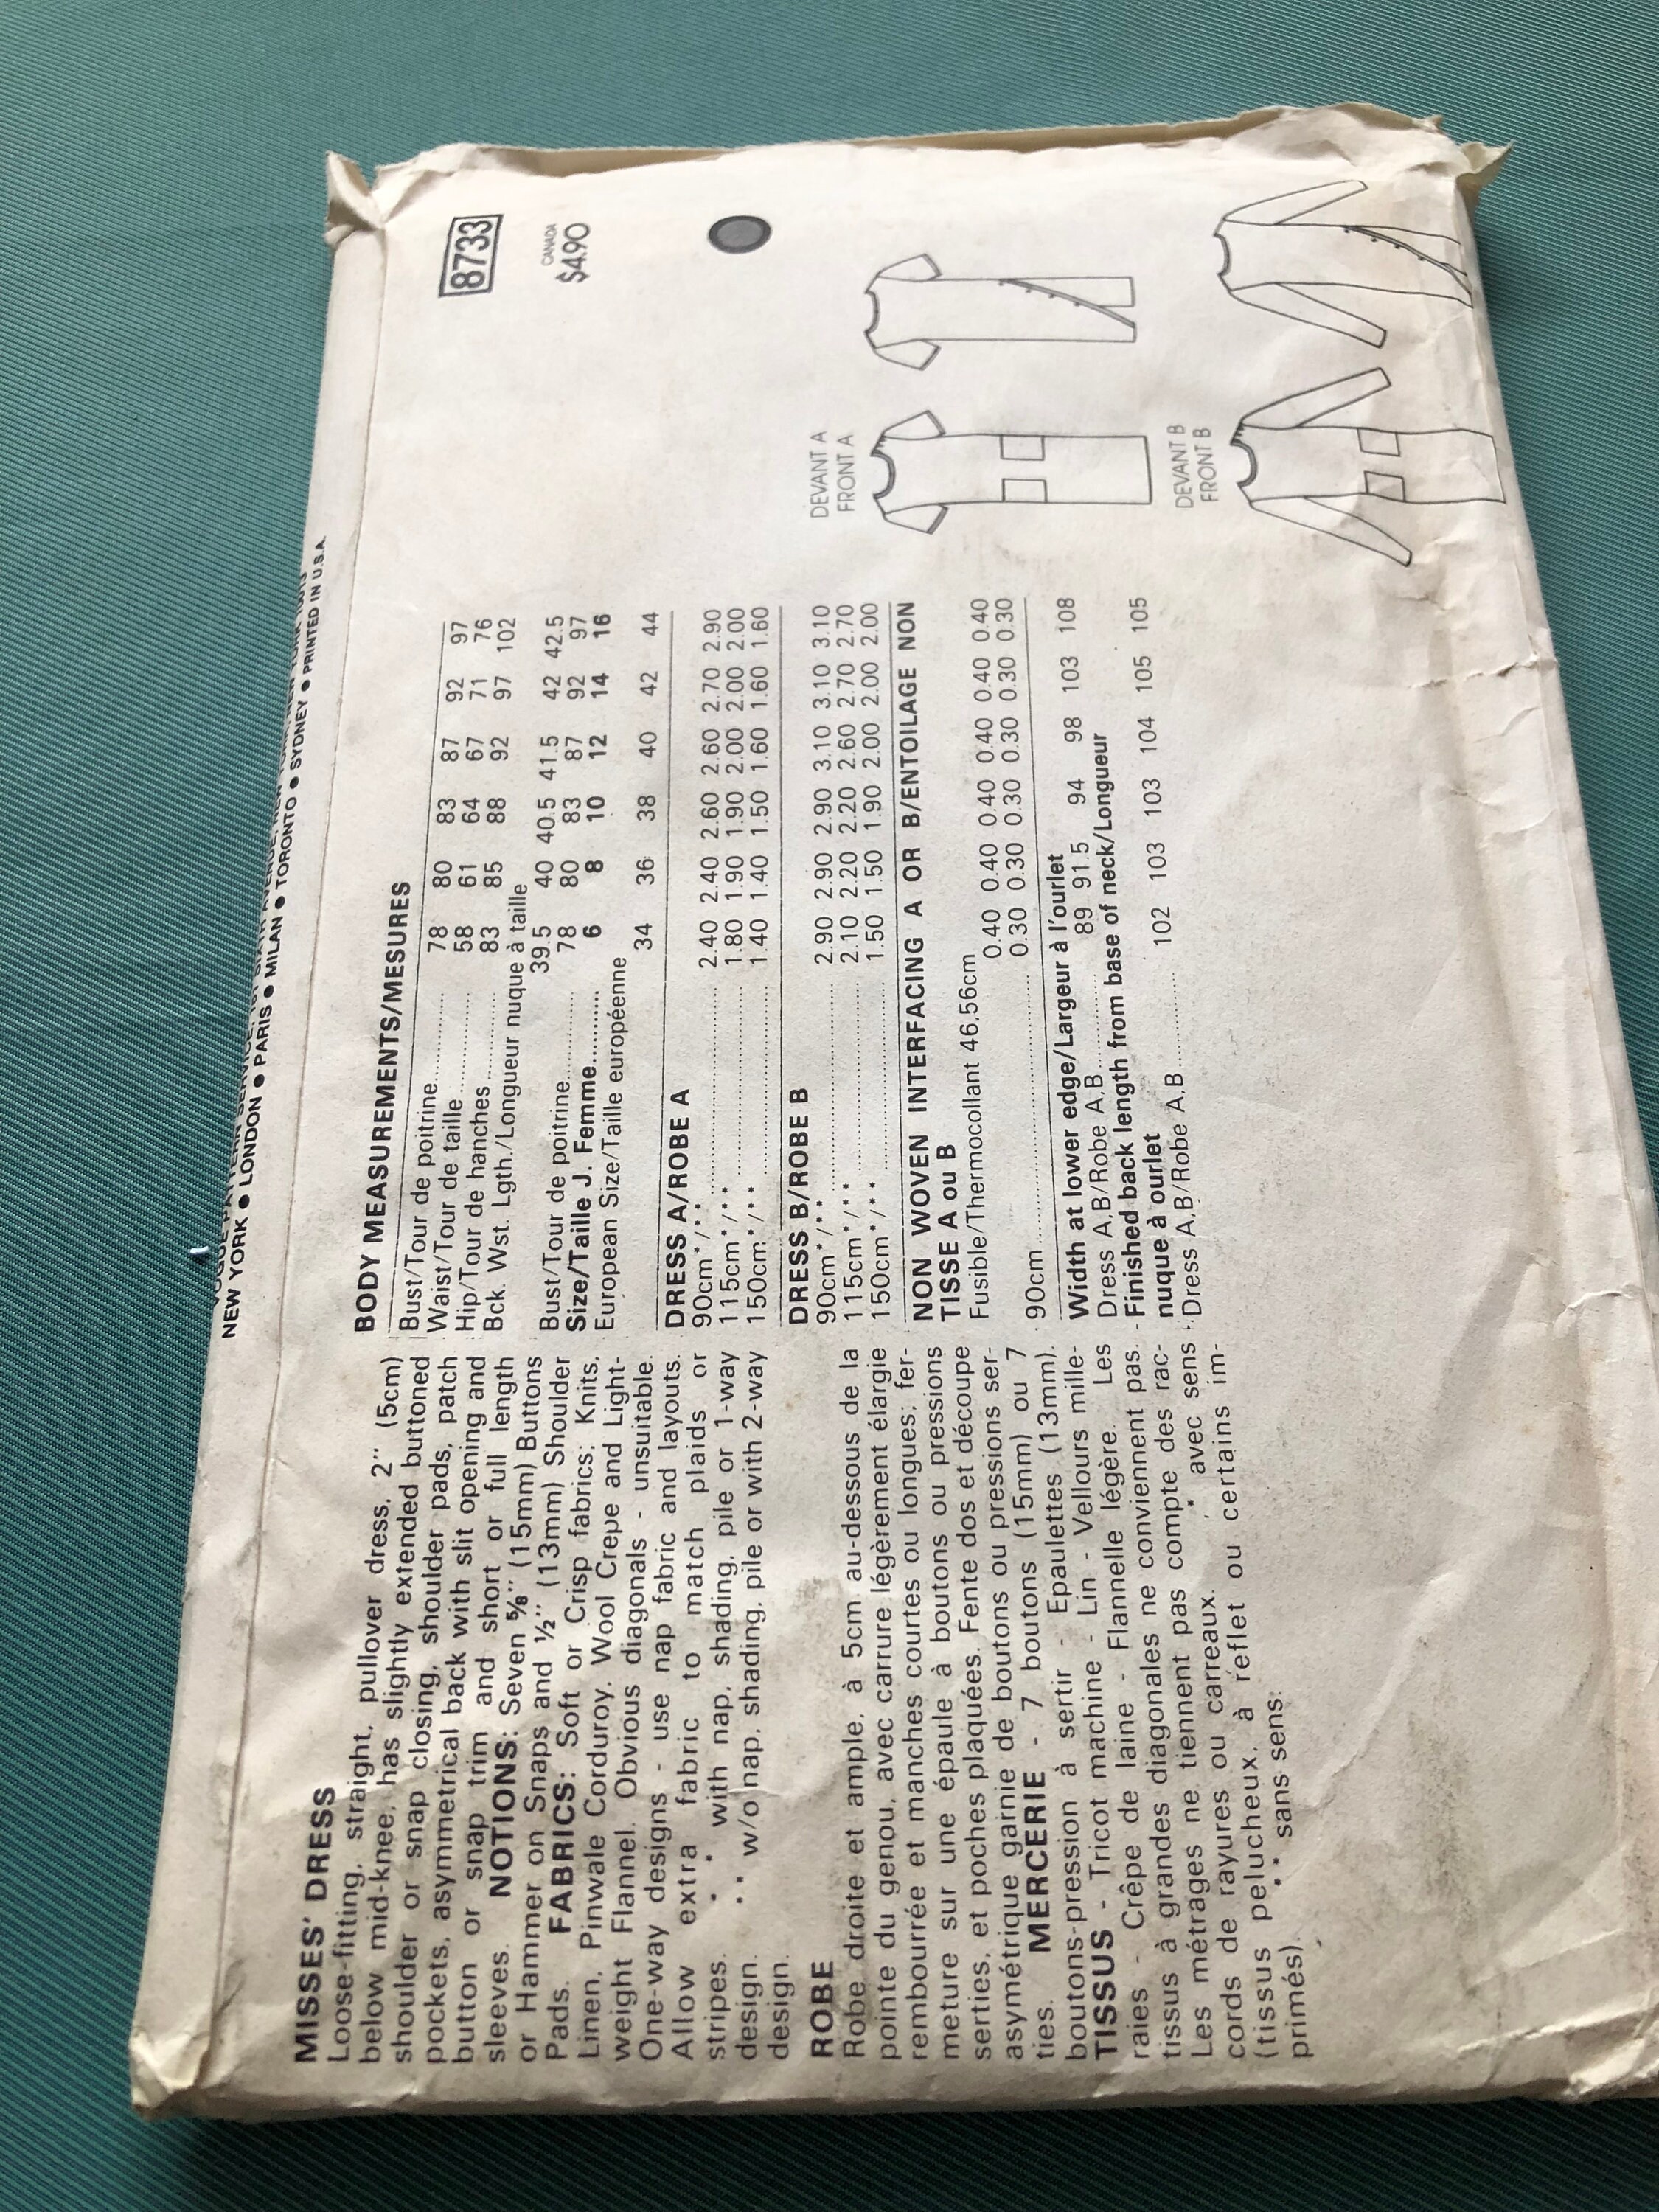 NEW YORK ● LONDON ● PARIS ● MILAN ● TORONTO ● SYDNEY ● PRINTED IN U.S.A.
8733
CANADA
$4.90
MISSES' DRESS
Loose-fitting, straight, pullover dress, 2″ (5cm)
below mid-knee, has slightly extended buttoned
shoulder or snap closing, shoulder pads, patch
pockets, asymmetrical back with slit opening and
button or snap trim and short or full length
sleeves. NOTIONS: Seven ⅝″ (15mm) Buttons
or Hammer on Snaps and ½″ (13mm) Shoulder
Pads. FABRICS: Soft or Crisp fabrics: Knits,
Linen, Pinwale Corduroy, Wool Crepe and Light-
weight Flannel. Obvious diagonals - unsuitable.
One-way designs - use nap fabric and layouts.
Allow extra fabric to match plaids or
stripes. * with nap, shading, pile or 1-way
design. ** w/o nap, shading, pile or with 2-way
design.
ROBE
Robe droite et ample, à 5cm au-dessous de la
pointe du genou, avec carrure légèrement élargie
rembourrée et manches courtes ou longues; fer-
meture sur une épaule à boutons ou pressions
serties, et poches plaquées. Fente dos et découpe
asymétrique garnie de boutons ou pressions ser-
ties. MERCERIE - 7 boutons (15mm) ou 7
boutons-pression à sertir - Epaulettes (13mm).
TISSUS - Tricot machine - Lin - Vellours mille-
raies - Crêpe de laine - Flannelle légère. Les
tissus à grandes diagonales ne conviennent pas.
Les métrages ne tiennent pas compte des rac-
cords de rayures ou carreaux. * avec sens
(tissus pelucheux, à reflet ou certains im-
primés). ** sans sens.
BODY MEASUREMENTS/MESURES
Bust/Tour de poitrine 78 80 83 87 92 97
Waist/Tour de taille 58 61 64 67 71 76
Hip/Tour de hanches 83 85 88 92 97 102
Bck. Wst. Lgth./Longueur nuque à taille
39.5 40 40.5 41.5 42 42.5
Bust/Tour de poitrine 78 80 83 87 92 97
Size/Taille J. Femme 6 8 10 12 14 16
European Size/Taille européenne
34 36 38 40 42 44
DRESS A/ROBE A
90cm*/** 2.40 2.40 2.60 2.60 2.70 2.90
115cm*/** 1.80 1.90 1.90 2.00 2.00 2.00
150cm*/** 1.40 1.40 1.50 1.60 1.60 1.60
DRESS B/ROBE B
90cm*/** 2.90 2.90 2.90 3.10 3.10 3.10
115cm*/** 2.10 2.20 2.20 2.60 2.70 2.70
150cm*/** 1.50 1.50 1.90 2.00 2.00 2.00
NON WOVEN INTERFACING A OR B/ENTOILAGE NON
TISSE A ou B
Fusible/Thermocollant 46,56cm
0.40 0.40 0.40 0.40 0.40 0.40
90cm 0.30 0.30 0.30 0.30 0.30 0.30
Width at lower edge/Largeur à l'ourlet
Dress A,B/Robe A,B 89 91.5 94 98 103 108
Finished back length from base of neck/Longueur
nuque à ourlet
Dress A,B/Robe A,B 102 103 103 104 105 105
DEVANT A
FRONT A
DEVANT B
FRONT B